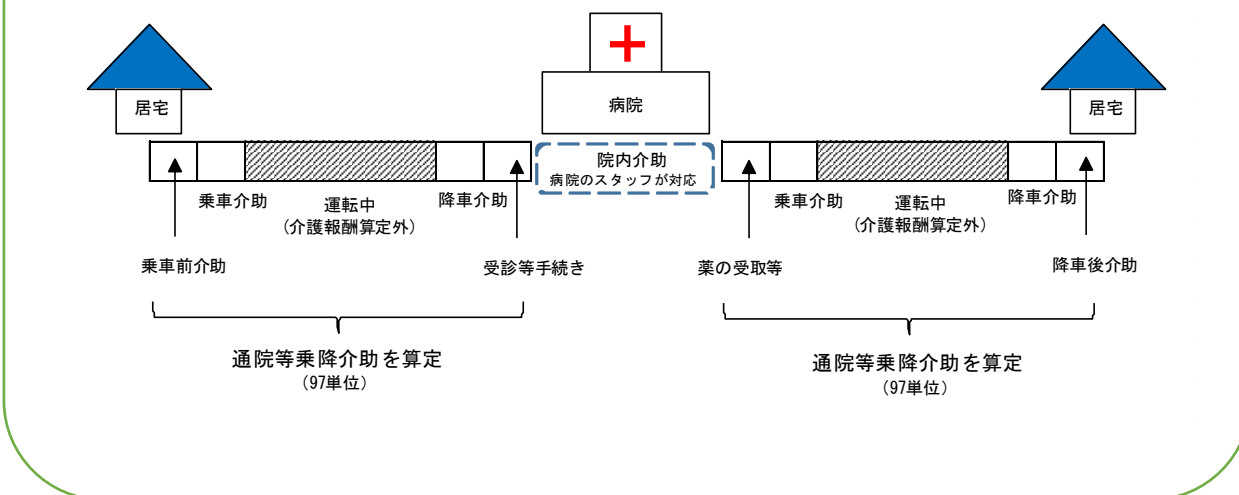 居宅
病院
居宅
院内介助
病院のスタッフが対応
乗車介助
運転中
(介護報酬算定外)
降車介助
乗車介助
運転中
(介護報酬算定外)
降車介助
乗車前介助
受診等手続き
薬の受取等
降車後介助
通院等乗降介助を算定
(97単位)
通院等乗降介助を算定
(97単位)